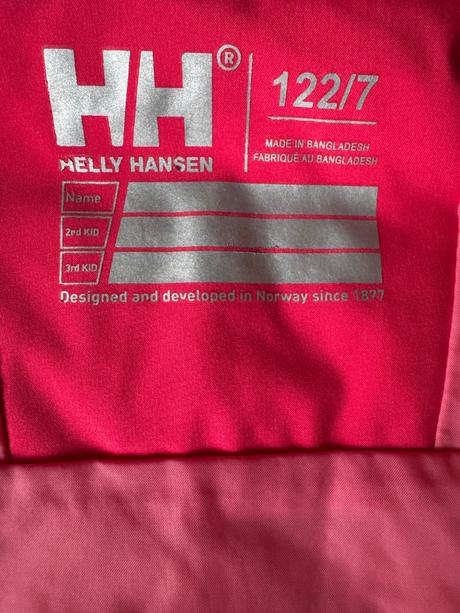 HH®
HELLY HANSEN
122/7
MADE IN BANGLADESH
FABRIQUÉ AU BANGLADESH
Name
2rd KID
3rd KID
Designed and developed in Norway since 1877